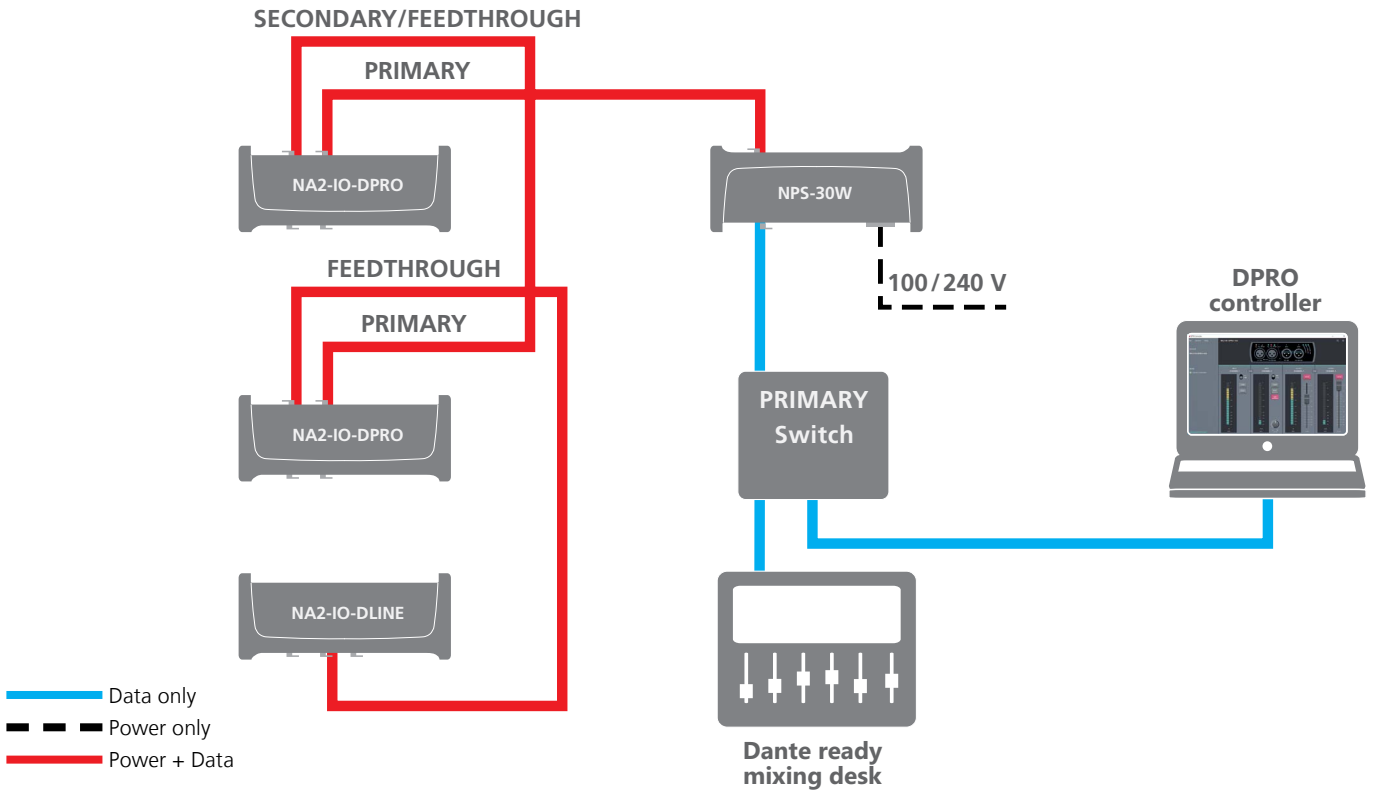 SECONDARY/FEEDTHROUGH
PRIMARY
NA2-IO-DPRO
NPS-30W
100/240 V
FEEDTHROUGH
PRIMARY
NA2-IO-DPRO
DPRO
controller
PRIMARY
Switch
NA2-IO-DLINE
Data only
Power only
Power + Data
Dante ready
mixing desk